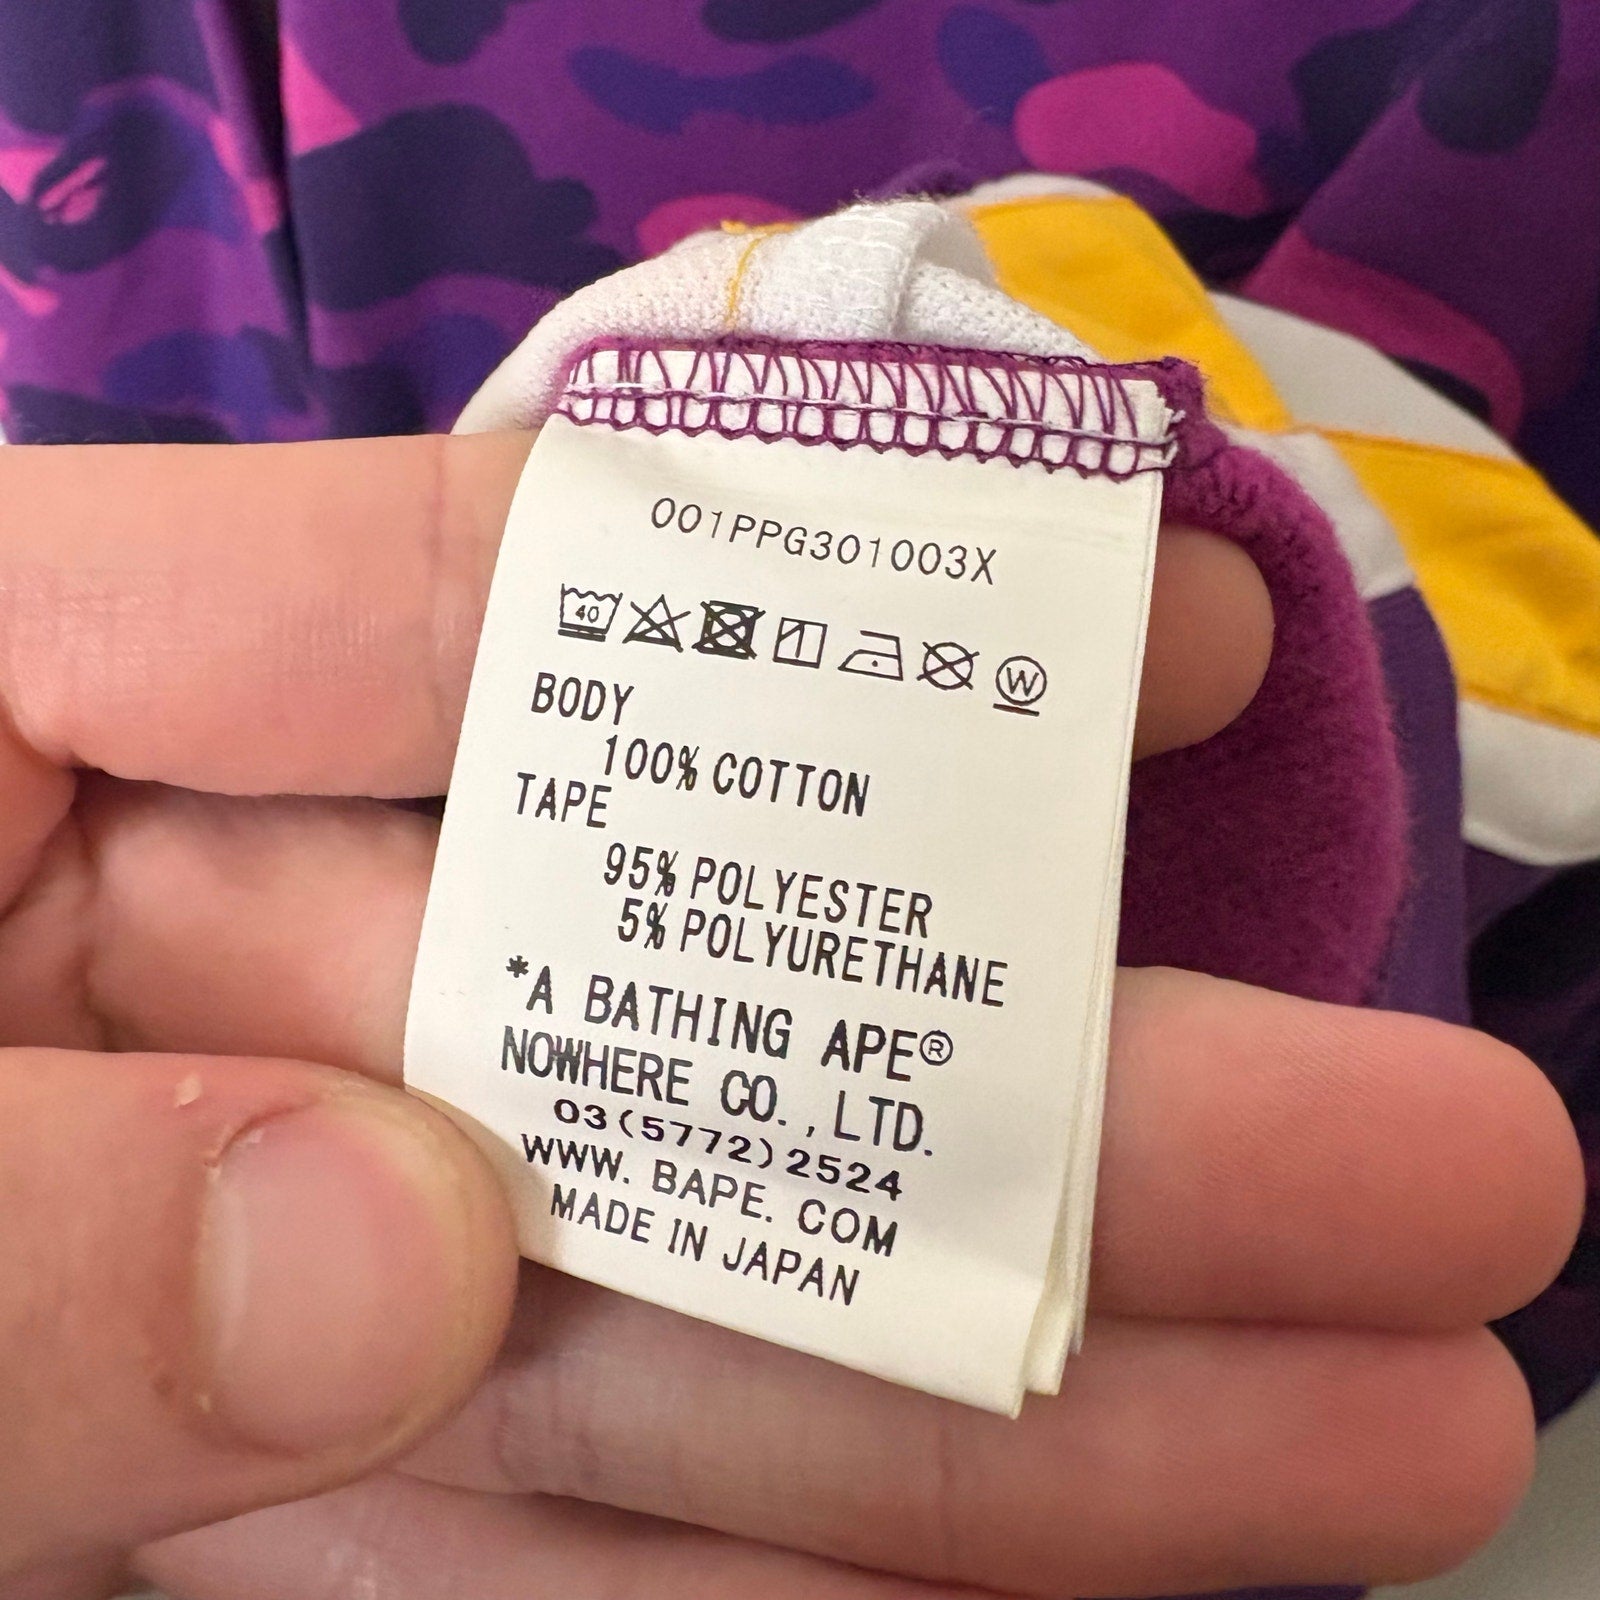 001PPG301003X
40
W
BODY
100% COTTON
TAPE
95% POLYESTER
5% POLYURETHANE
*A BATHING APE®
NOWHERE CO.,LTD.
03(5772)2524
WWW. BAPE. COM
MADE IN JAPAN